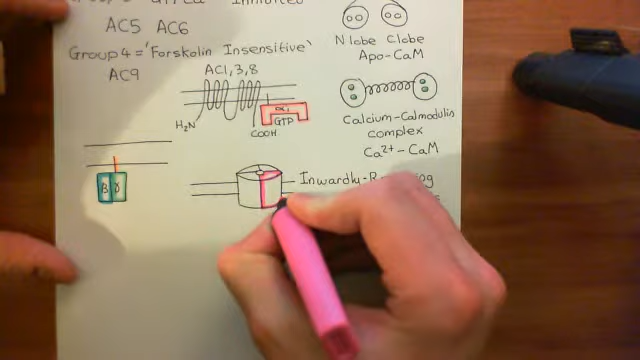 Inhibited
AC5 AC6
Group 4 = 'Forskolin Insensitive'
AC9
AC1,3,8
H₂N
α
GTP
COOH
N lobe C lobe
Apo-CaM
Calcium-Calmodulin
complex
Ca²⁺-CaM
β γ
Inwardly-